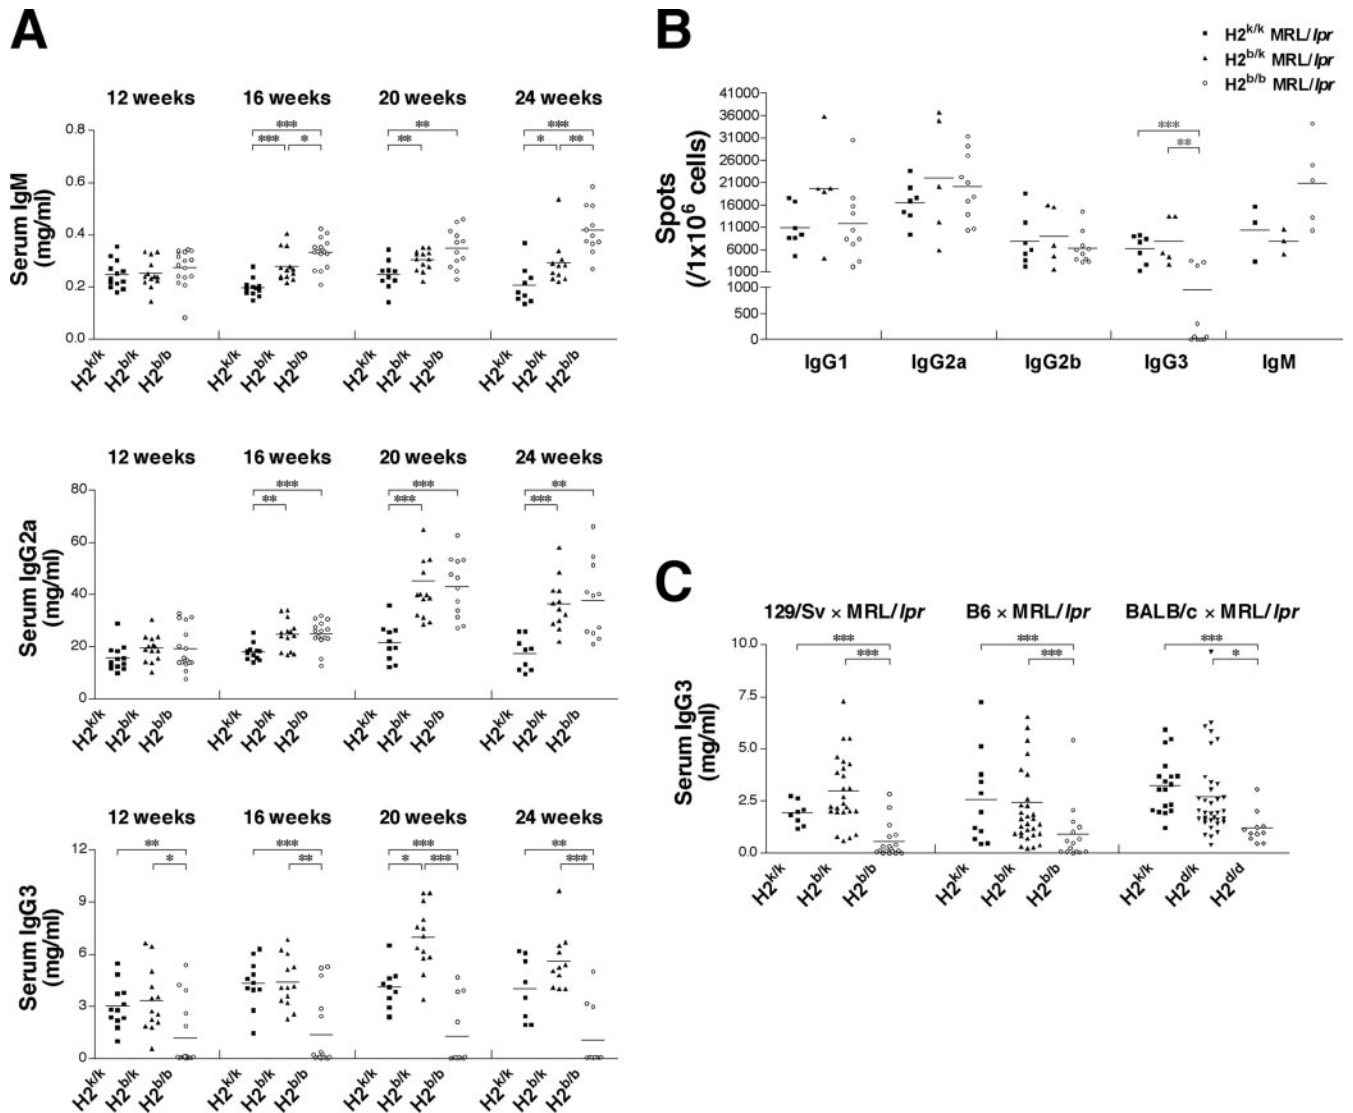 A
12 weeks 16 weeks 20 weeks 24 weeks
*** ** ***
*** * ** * **
Serum IgM
(mg/ml)
0.8
0.6
0.4
0.2
0.0
H2k/k H2b/k H2b/b H2k/k H2b/k H2b/b H2k/k H2b/k H2b/b H2k/k H2b/k H2b/b
12 weeks 16 weeks 20 weeks 24 weeks
*** *** **
** *** ***
Serum IgG2a
(mg/ml)
80
60
40
20
0
H2k/k H2b/k H2b/b H2k/k H2b/k H2b/b H2k/k H2b/k H2b/b H2k/k H2b/k H2b/b
12 weeks 16 weeks 20 weeks 24 weeks
** *** *** **
* ** * *** ***
Serum IgG3
(mg/ml)
12
9
6
3
0
H2k/k H2b/k H2b/b H2k/k H2b/k H2b/b H2k/k H2b/k H2b/b H2k/k H2b/k H2b/b
B
H2k/k MRL/lpr
H2b/k MRL/lpr
H2b/b MRL/lpr
Spots
(/1x10⁶ cells)
41000
36000
31000
26000
21000
16000
11000
6000
1000
1000
500
0
***
**
IgG1 IgG2a IgG2b IgG3 IgM
C
129/Sv × MRL/lpr B6 × MRL/lpr BALB/c × MRL/lpr
*** *** ***
*** *** *
Serum IgG3
(mg/ml)
10.0
7.5
5.0
2.5
0.0
H2k/k H2b/k H2b/b H2k/k H2b/k H2b/b H2k/k H2d/k H2d/d